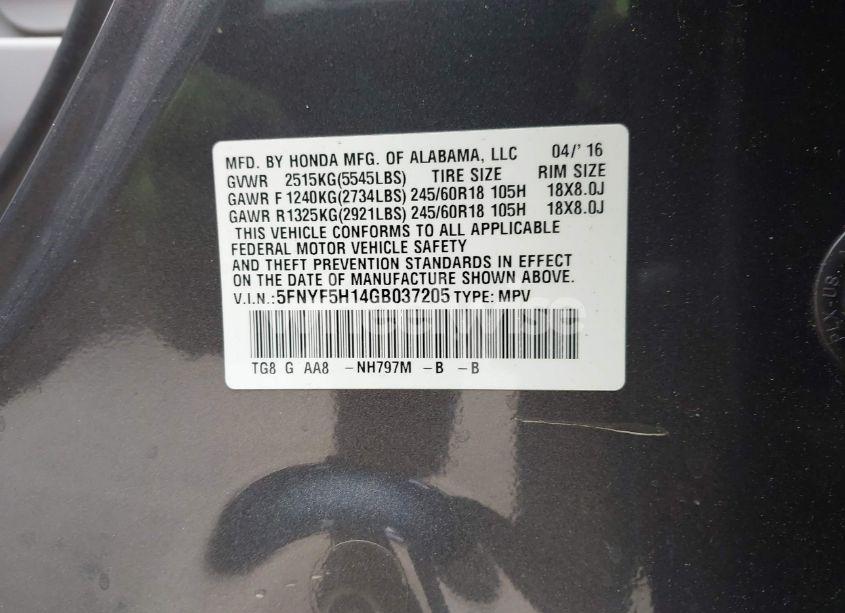 MFD. BY HONDA MFG. OF ALABAMA, LLC 04/' 16
GVWR 2515KG(5545LBS) TIRE SIZE RIM SIZE
GAWR F 1240KG(2734LBS) 245/60R18 105H 18X8.0J
GAWR R1325KG(2921LBS) 245/60R18 105H 18X8.0J
THIS VEHICLE CONFORMS TO ALL APPLICABLE
FEDERAL MOTOR VEHICLE SAFETY
AND THEFT PREVENTION STANDARDS IN EFFECT
ON THE DATE OF MANUFACTURE SHOWN ABOVE.
V.I.N.:5FNYF5H14GB037205 TYPE: MPV
TG8 G AA8 -NH797M -B -B
PLX-US